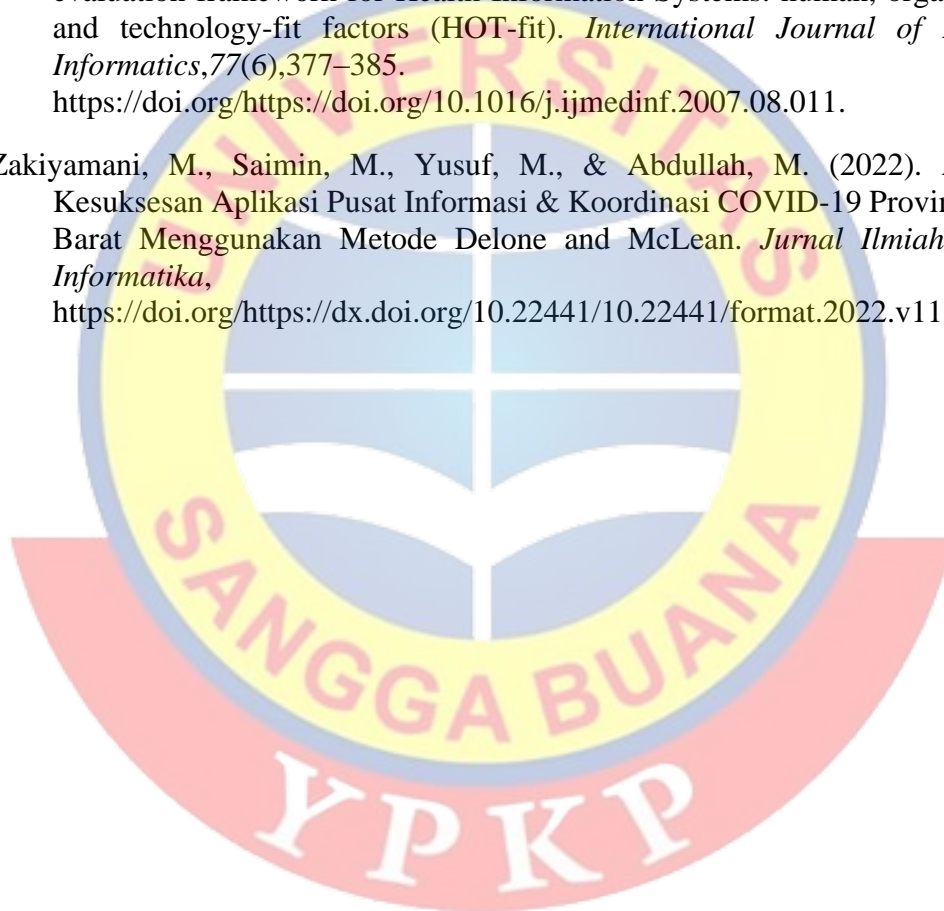 evaluation framework for Health Information Systems: human, orga
and technology-fit factors (HOT-fit). International Journal of
Informatics,77(6),377–385.
https://doi.org/https://doi.org/10.1016/j.ijmedinf.2007.08.011.
Zakiyamani, M., Saimin, M., Yusuf, M., & Abdullah, M. (2022).
Kesuksesan Aplikasi Pusat Informasi & Koordinasi COVID-19 Provin
Barat Menggunakan Metode Delone and McLean. Jurnal Ilmiah
Informatika,
https://doi.org/https://dx.doi.org/10.22441/10.22441/format.2022.v11
UNIVERSITAS
SANGGA BUANA
YPKP